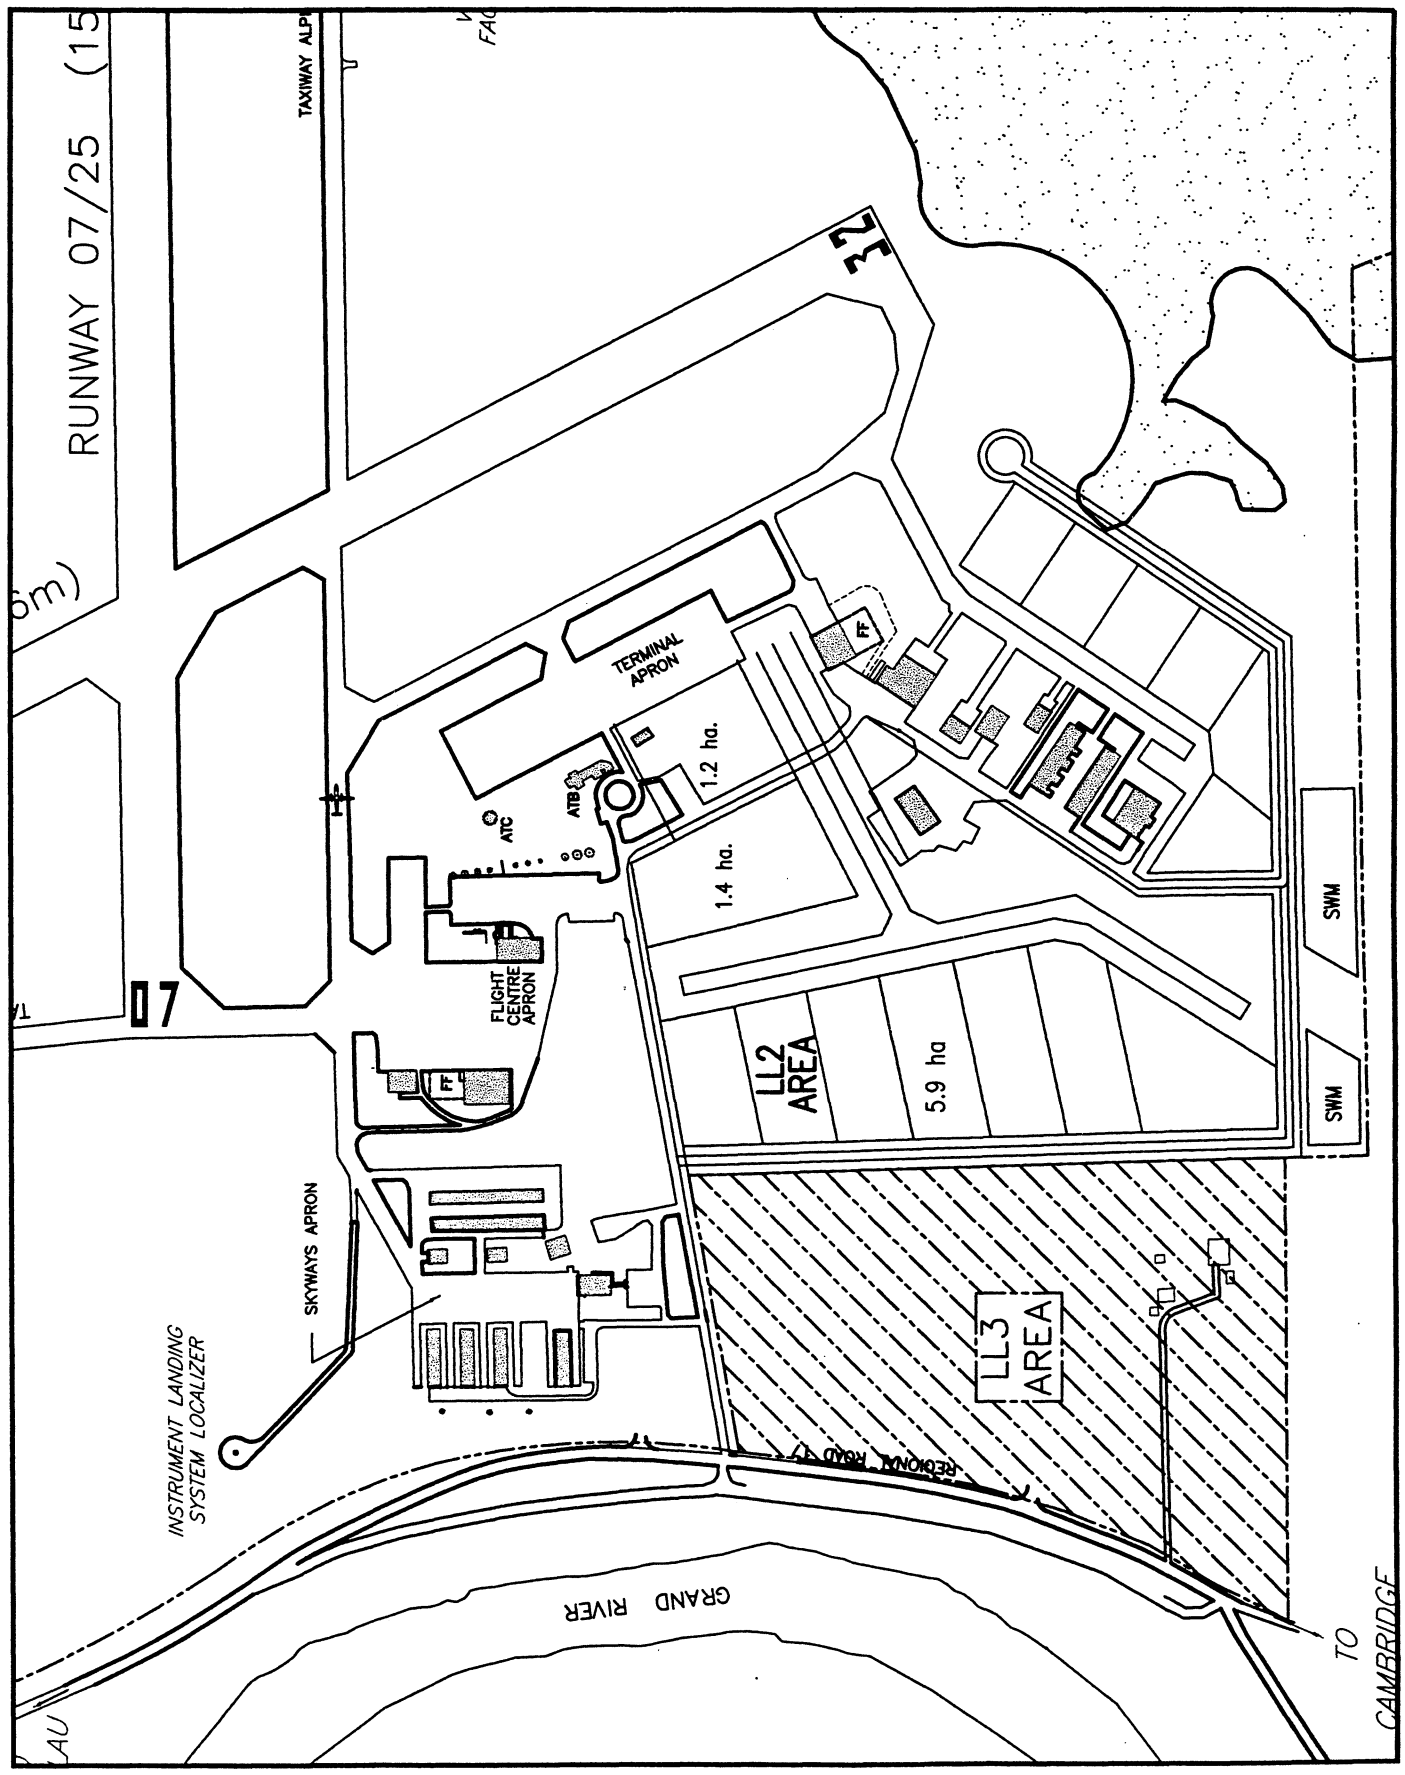 RUNWAY 07/25 (15
6m)
TAXIWAY ALP
32
07
TERMINAL
APRON
FF
ATB
ATC
1.2 ha.
1.4 ha.
FLIGHT
CENTRE
APRON
FF
LL2
AREA
5.9 ha
SWM
SWM
SKYWAYS APRON
INSTRUMENT LANDING
SYSTEM LOCALIZER
LL3
AREA
REGIONAL ROAD 17
GRAND RIVER
TO
CAMBRIDGE
LAU